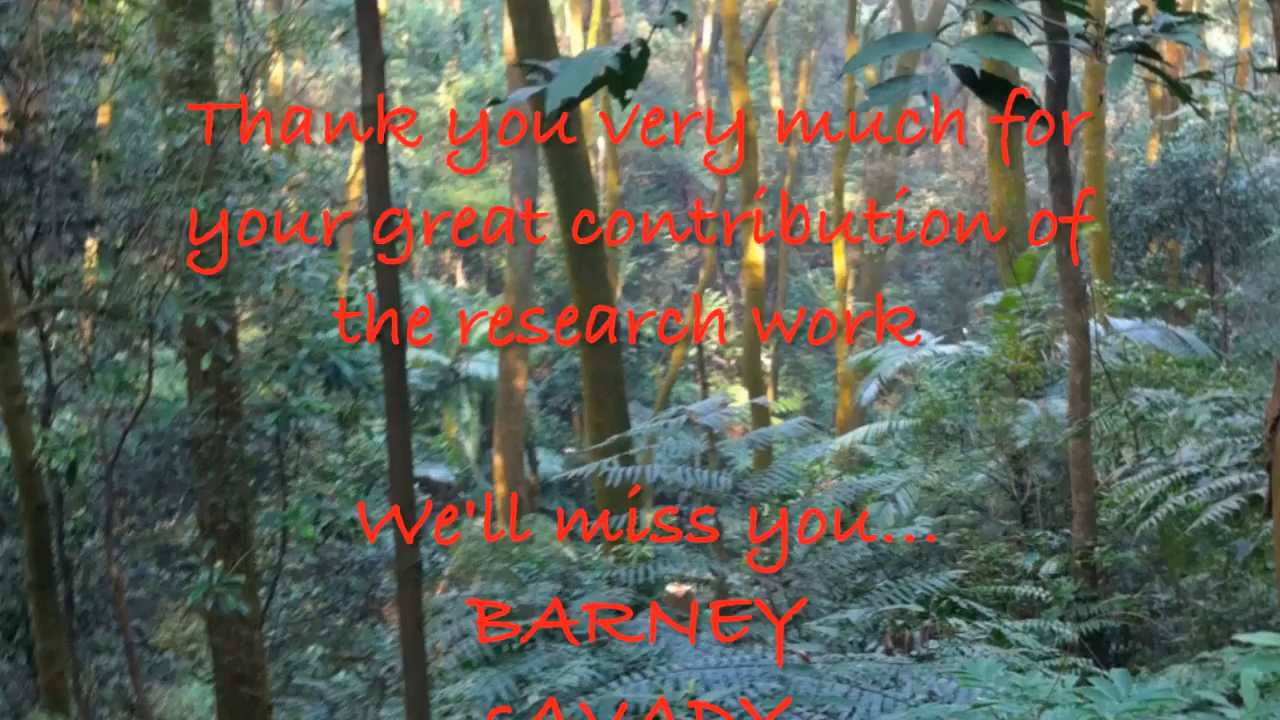 Thank you very much for
your great contribution of
the research work
We'll miss you...
BARNEY